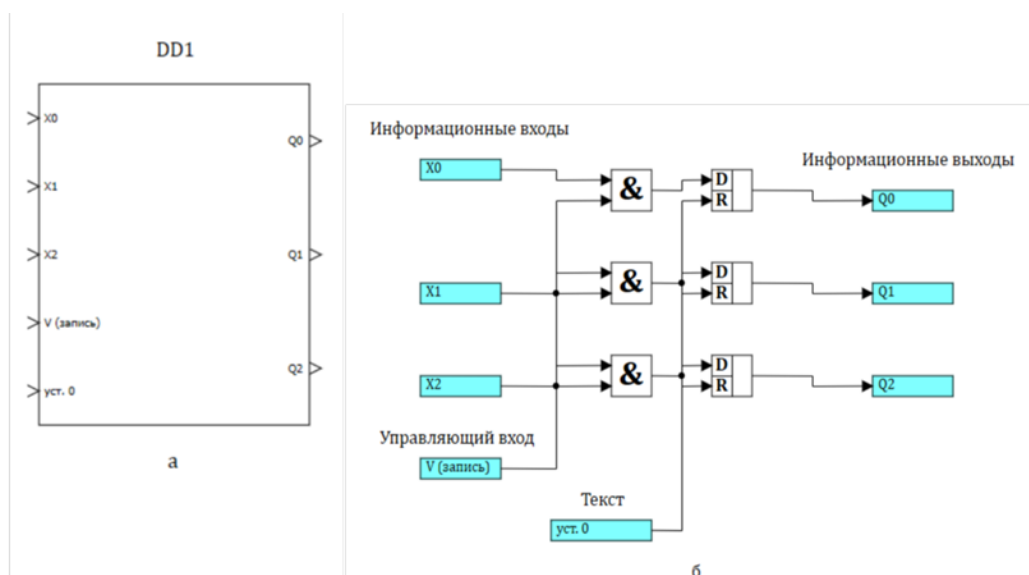 DD1
X0
X1
X2
V (запись)
уст. 0
Q0
Q1
Q2
а
Информационные входы
Информационные выходы
X0
&
D
R
Q0
X1
&
D
R
Q1
X2
&
D
R
Q2
Управляющий вход
V (запись)
Текст
уст. 0
б